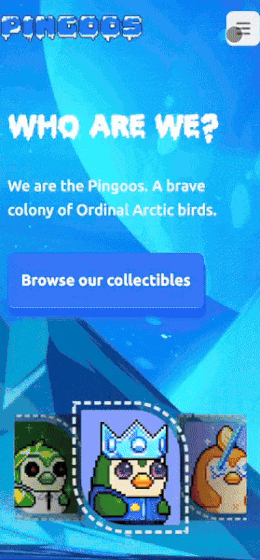 PINGOOS
WHO ARE WE?
We are the Pingoos. A brave
colony of Ordinal Arctic birds.
Browse our collectibles